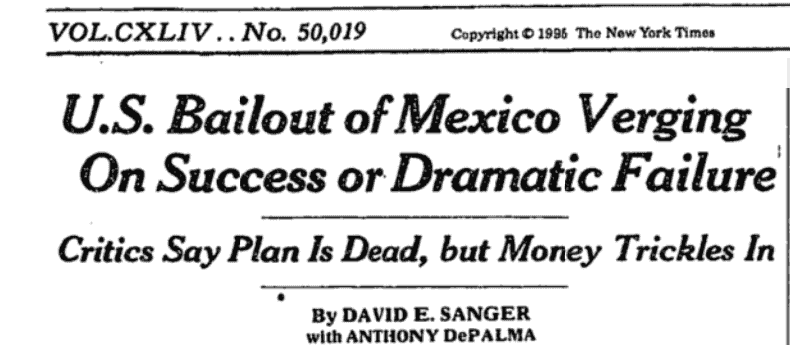 VOL.CXLIV . . No. 50,019
Copyright © 1995 The New York Times
U.S. Bailout of Mexico Verging
On Success or Dramatic Failure
Critics Say Plan Is Dead, but Money Trickles In
By DAVID E. SANGER
with ANTHONY DePALMA